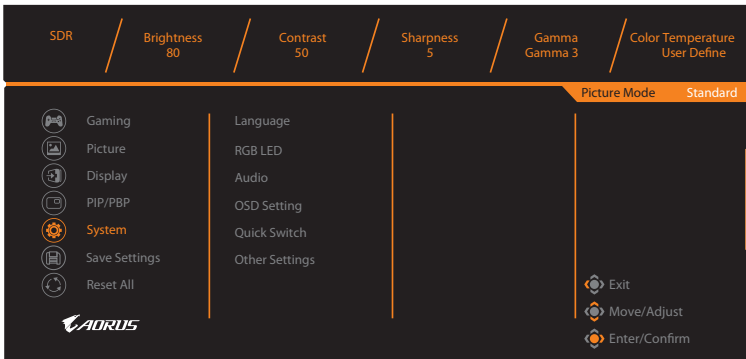 SDR
Brightness
80
Contrast
50
Sharpness
5
Gamma
Gamma 3
Color Temperature
User Define
Picture Mode Standard
Gaming
Picture
Display
PIP/PBP
System
Save Settings
Reset All
Language
RGB LED
Audio
OSD Setting
Quick Switch
Other Settings
Exit
Move/Adjust
Enter/Confirm
AORUS